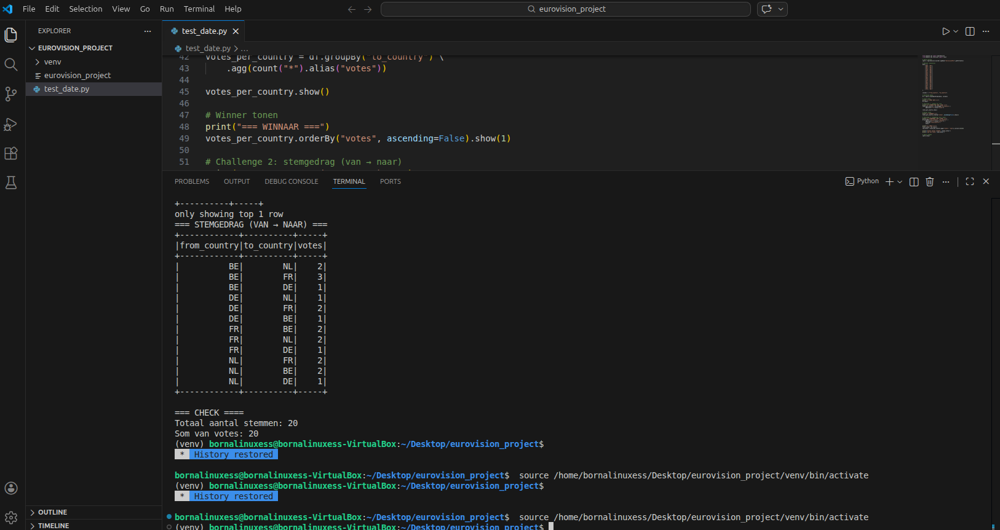 File Edit Selection View Go Run Terminal Help
eurovision_project
EXPLORER
EUROVISION_PROJECT
venv
eurovision_project
test_date.py
OUTLINE
TIMELINE
test_date.py
test_date.py > ...
42 votes_per_country = df.groupBy("to_country") \
43 .agg(count("*").alias("votes"))
44
45 votes_per_country.show()
46
47 # Winner tonen
48 print("=== WINNAAR ===")
49 votes_per_country.orderBy("votes", ascending=False).show(1)
50
51 # Challenge 2: stemgedrag (van → naar)
PROBLEMS OUTPUT DEBUG CONSOLE TERMINAL PORTS
Python
+----------+-----+
only showing top 1 row
=== STEMGEDRAG (VAN → NAAR) ===
+------------+----------+-----+
|from_country|to_country|votes|
+------------+----------+-----+
|          BE|        NL|    2|
|          BE|        FR|    3|
|          BE|        DE|    1|
|          DE|        NL|    1|
|          DE|        FR|    2|
|          DE|        BE|    1|
|          FR|        BE|    2|
|          FR|        NL|    2|
|          FR|        DE|    1|
|          NL|        FR|    2|
|          NL|        BE|    2|
|          NL|        DE|    1|
+------------+----------+-----+
=== CHECK ====
Totaal aantal stemmen: 20
Som van votes: 20
(venv) bornalinuxess@bornalinuxess-VirtualBox:~/Desktop/eurovision_project$
* History restored
bornalinuxess@bornalinuxess-VirtualBox:~/Desktop/eurovision_project$ source /home/bornalinuxess/Desktop/eurovision_project/venv/bin/activate
(venv) bornalinuxess@bornalinuxess-VirtualBox:~/Desktop/eurovision_project$
* History restored
bornalinuxess@bornalinuxess-VirtualBox:~/Desktop/eurovision_project$ source /home/bornalinuxess/Desktop/eurovision_project/venv/bin/activate
(venv) bornalinuxess@bornalinuxess-VirtualBox:~/Desktop/eurovision_project$